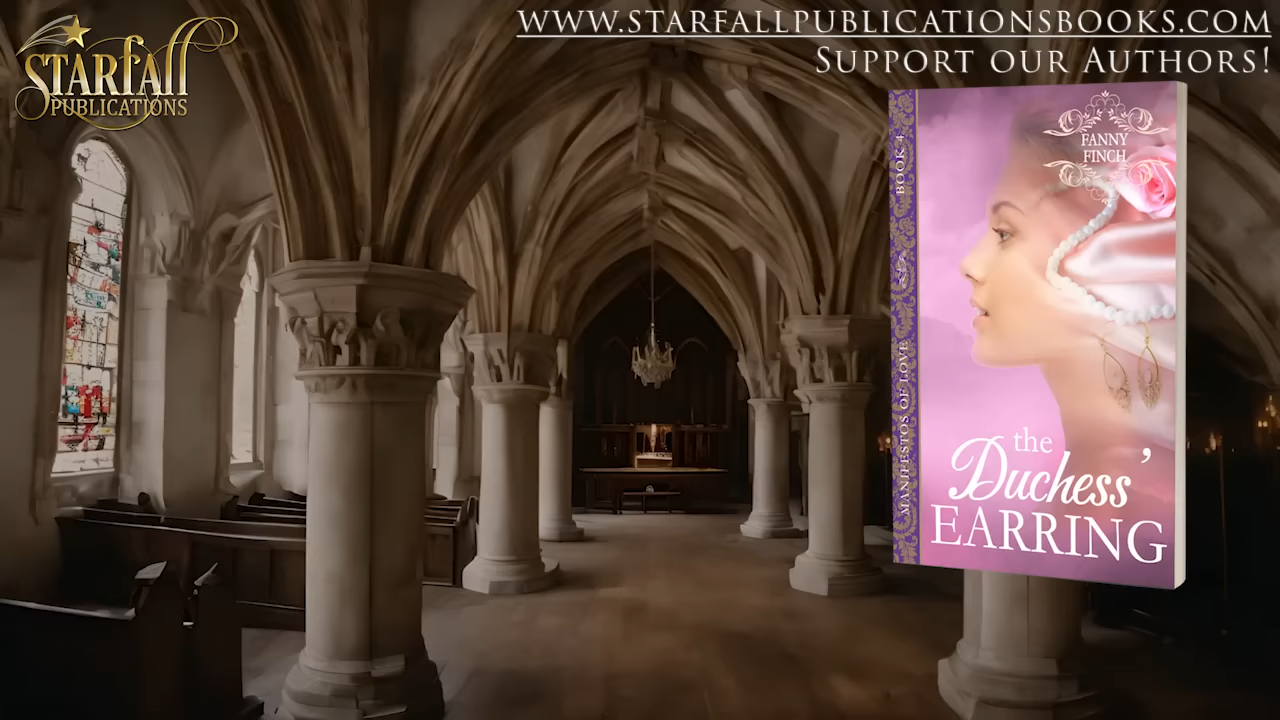 STARfall
PUBLICATIONS
WWW.STARFALLPUBLICATIONSBOOKS.COM
SUPPORT OUR AUTHORS!
BOOK 4
MANIFESTOS OF LOVE
FANNY
FINCH
the
Duchess'
EARRING